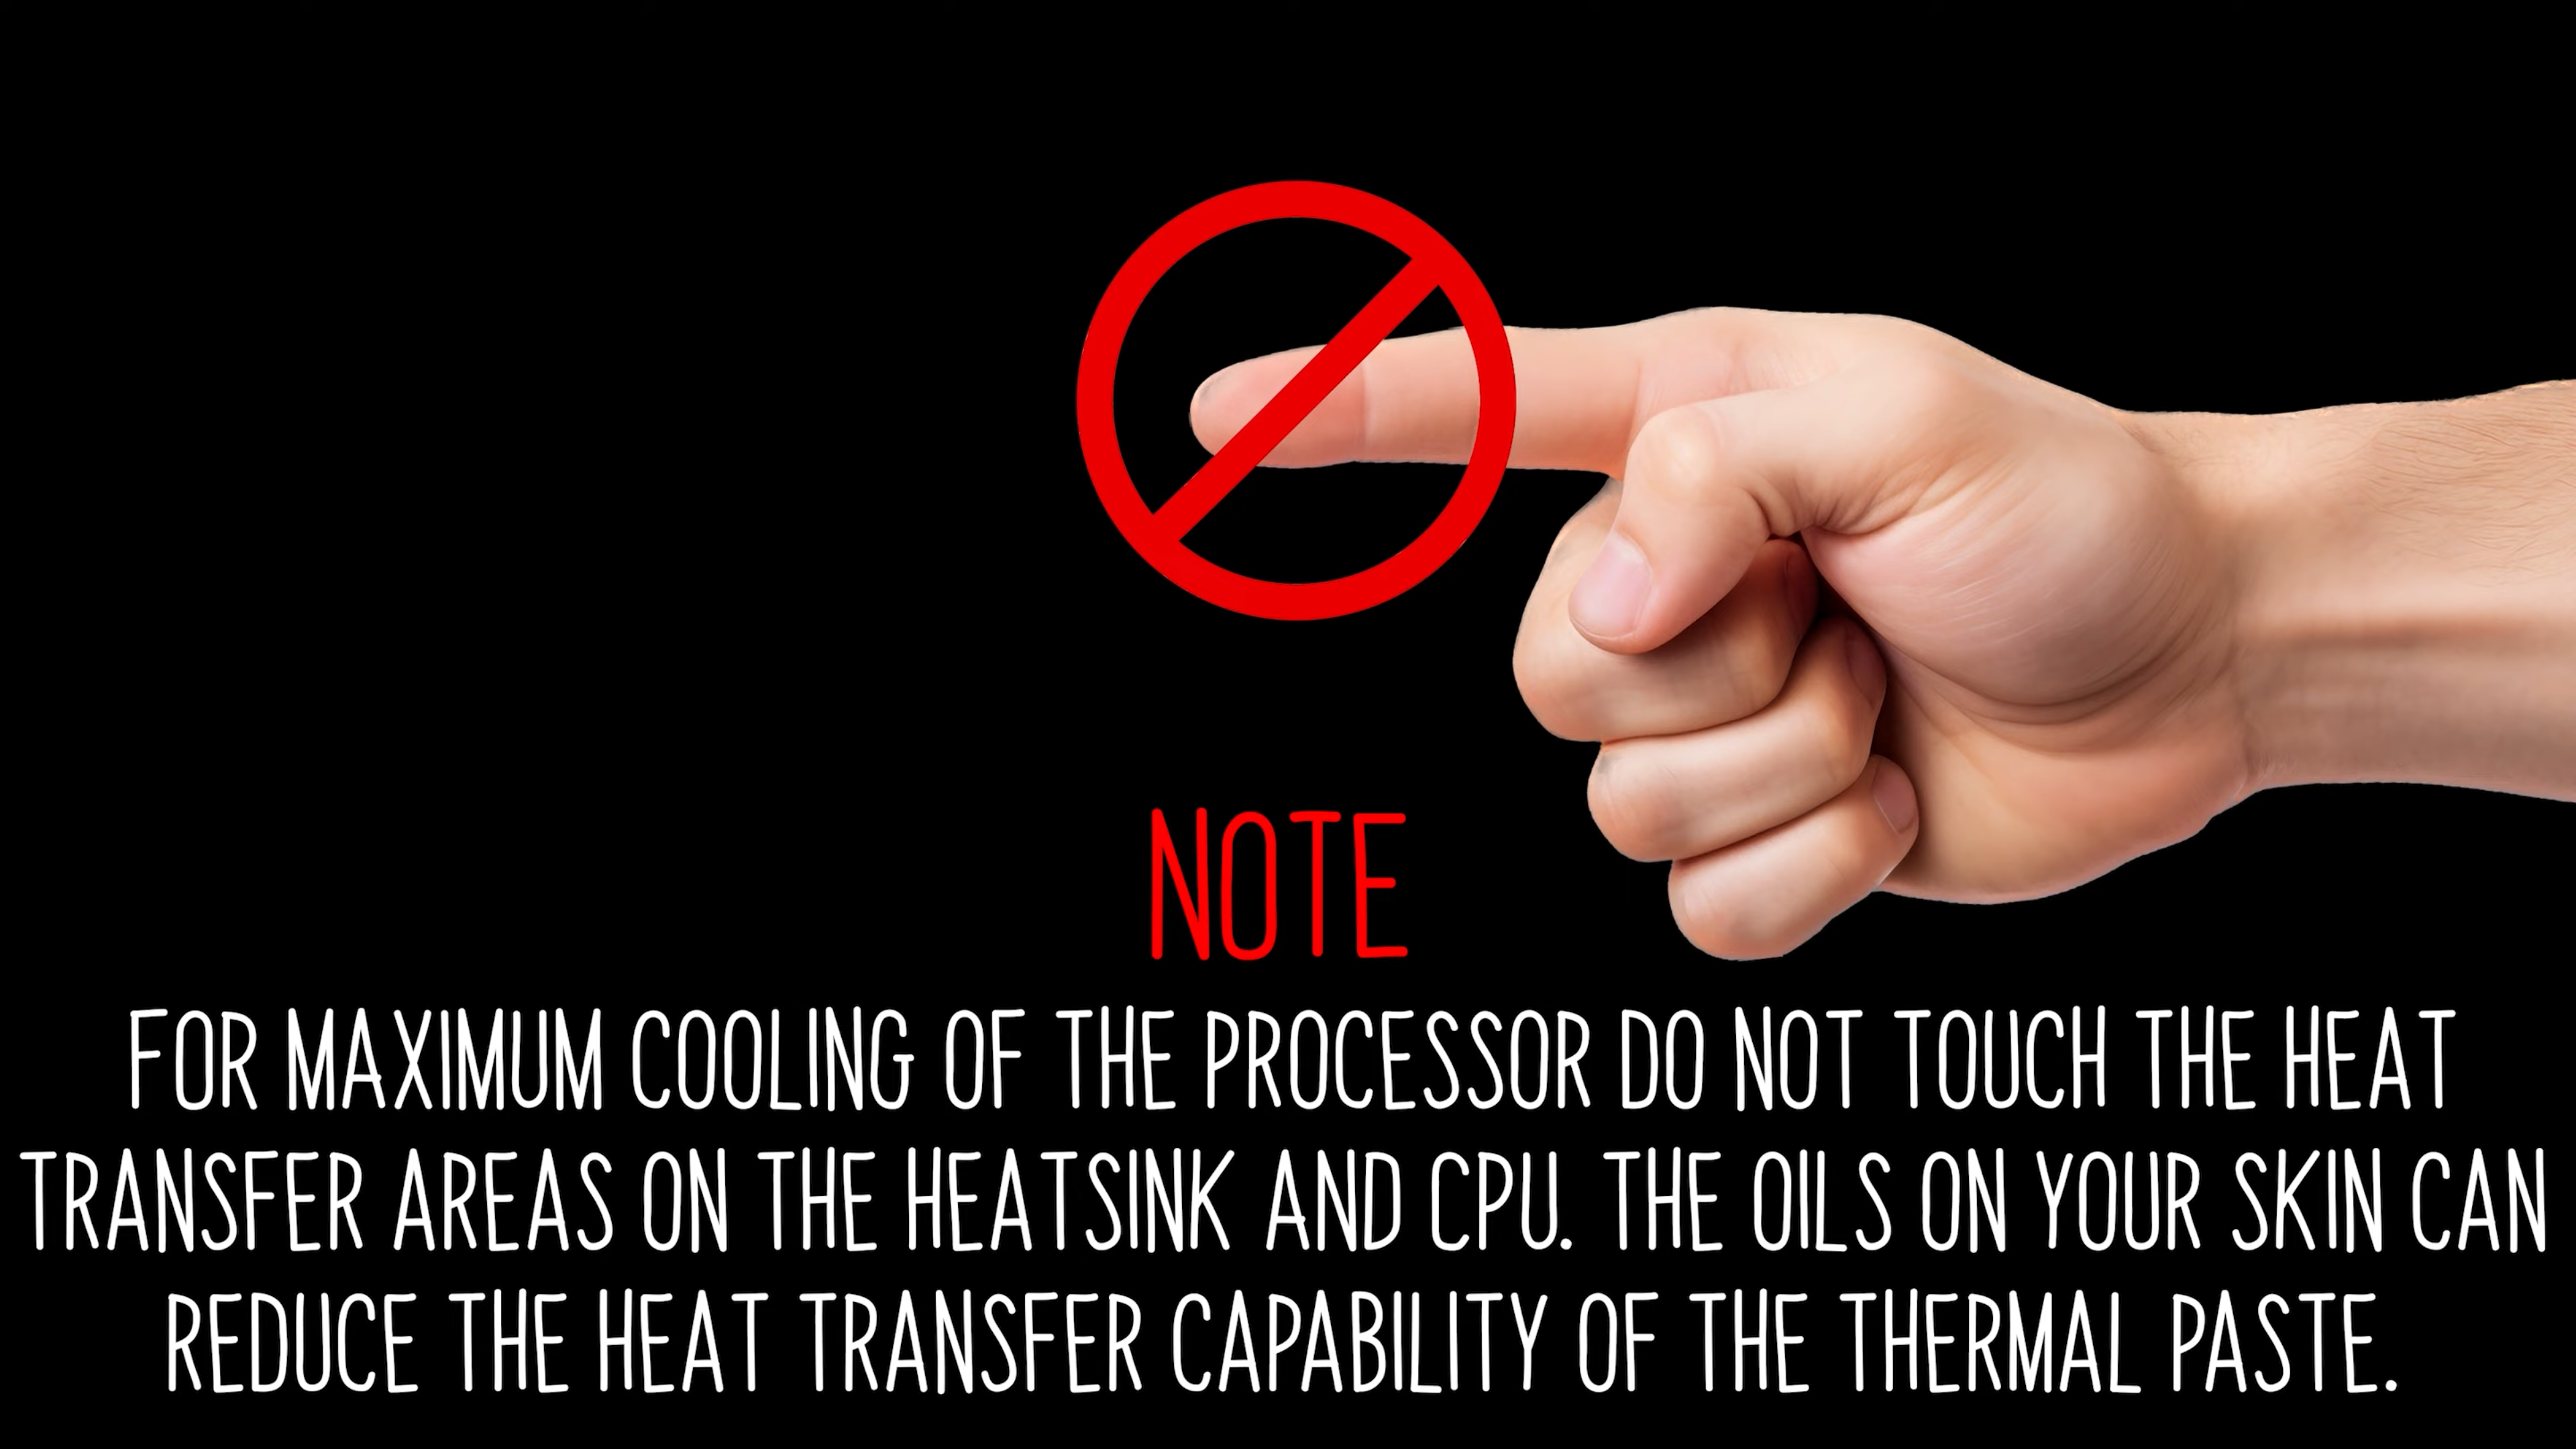 NOTE
FOR MAXIMUM COOLING OF THE PROCESSOR DO NOT TOUCH THE HEAT
TRANSFER AREAS ON THE HEATSINK AND CPU. THE OILS ON YOUR SKIN CAN
REDUCE THE HEAT TRANSFER CAPABILITY OF THE THERMAL PASTE.